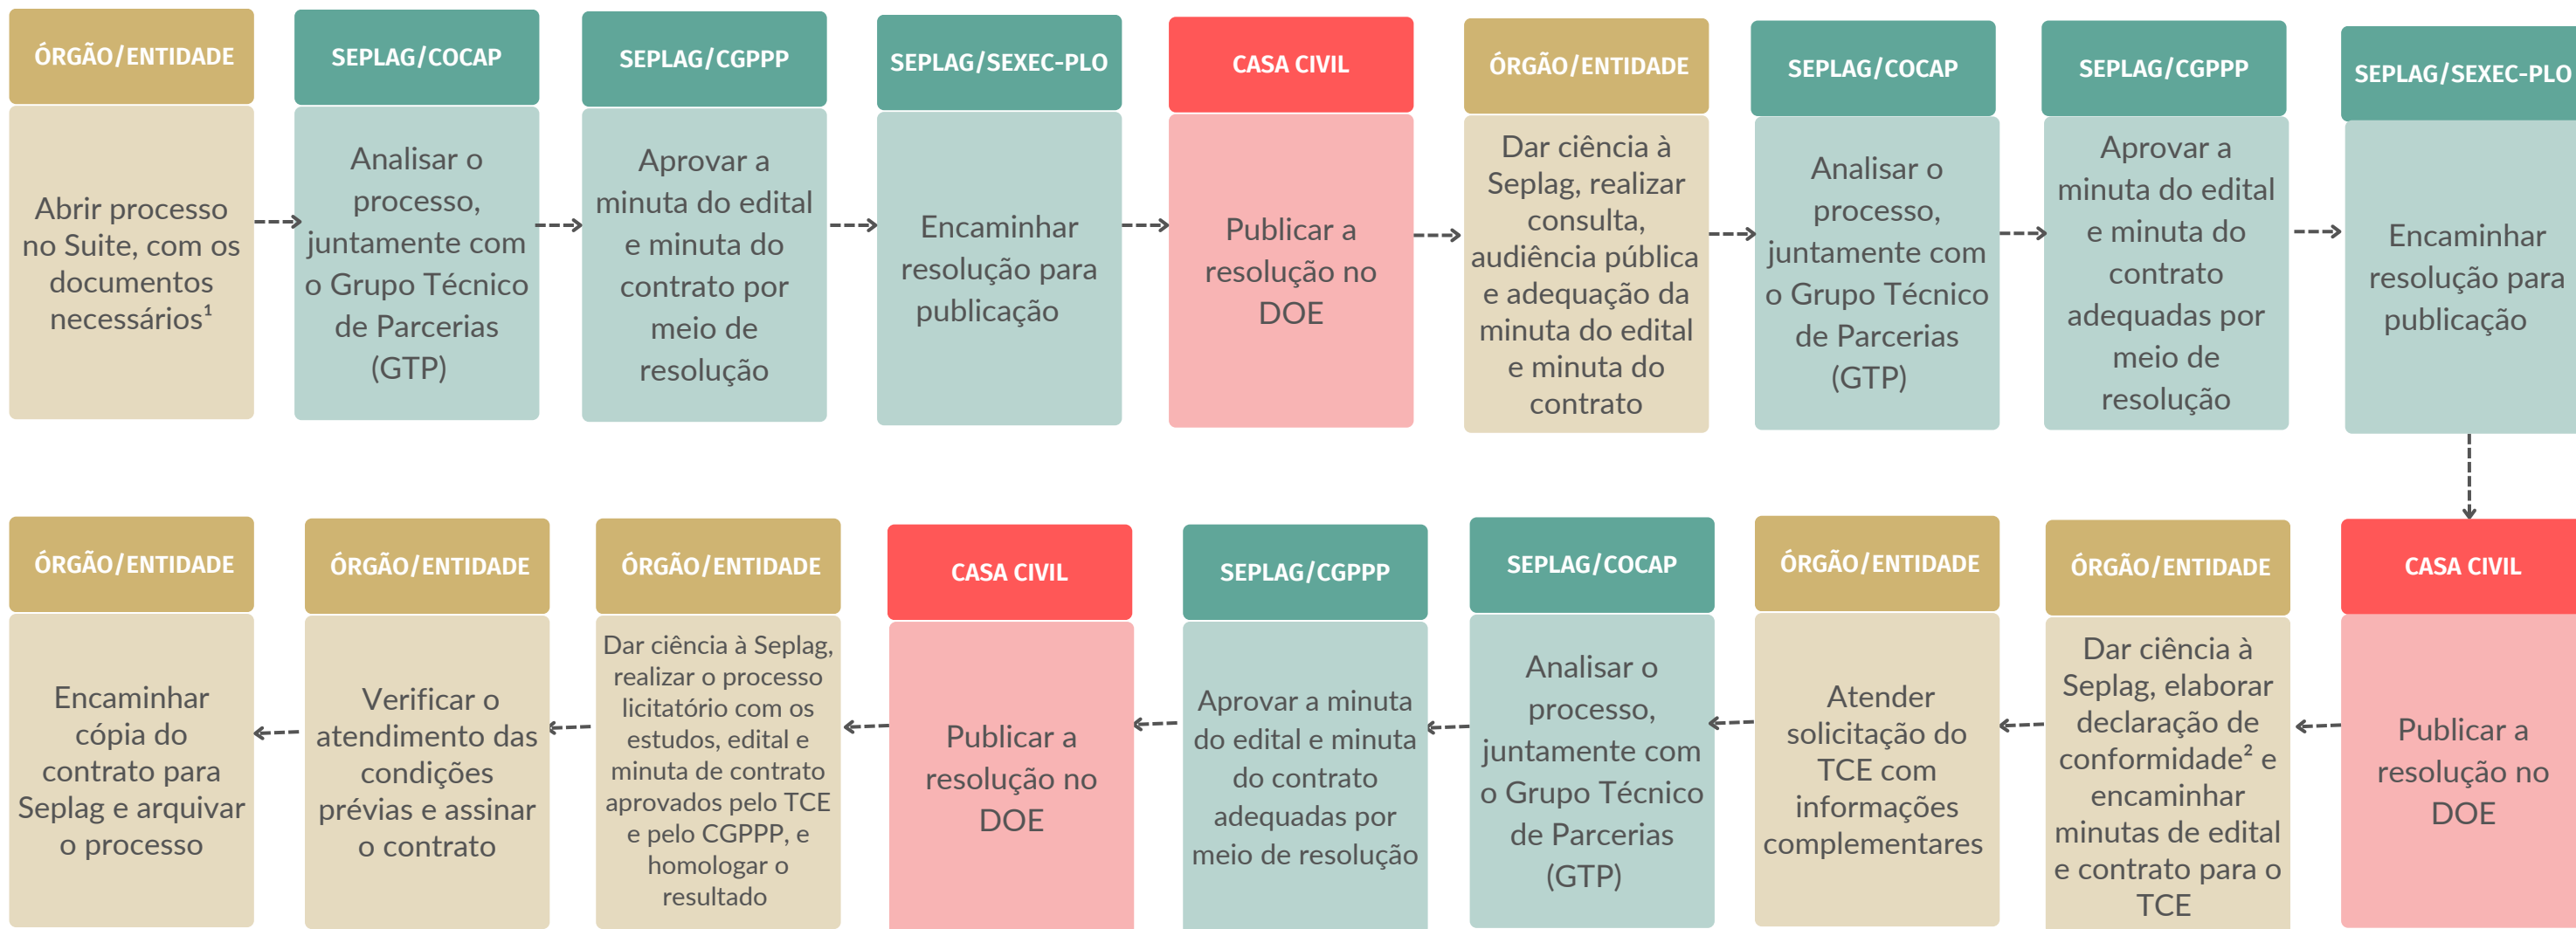 ÓRGÃO/ENTIDADE
Abrir processo
no Suite, com os
documentos
necessários¹
SEPLAG/COCAP
Analisar o
processo,
juntamente com
o Grupo Técnico
de Parcerias
(GTP)
SEPLAG/CGPPP
Aprovar a
minuta do edital
e minuta do
contrato por
meio de
resolução
SEPLAG/SEXEC-PLO
Encaminhar
resolução para
publicação
CASA CIVIL
Publicar a
resolução no
DOE
ÓRGÃO/ENTIDADE
Dar ciência à
Seplag, realizar
consulta,
audiência pública
e adequação da
minuta do edital
e minuta do
contrato
SEPLAG/COCAP
Analisar o
processo,
juntamente com
o Grupo Técnico
de Parcerias
(GTP)
SEPLAG/CGPPP
Aprovar a
minuta do edital
e minuta do
contrato
adequadas por
meio de
resolução
SEPLAG/SEXEC-PLO
Encaminhar
resolução para
publicação
CASA CIVIL
Publicar a
resolução no
DOE
ÓRGÃO/ENTIDADE
Dar ciência à
Seplag, elaborar
declaração de
conformidade² e
encaminhar
minutas de edital
e contrato para o
TCE
ÓRGÃO/ENTIDADE
Atender
solicitação do
TCE com
informações
complementares
SEPLAG/COCAP
Analisar o
processo,
juntamente com
o Grupo Técnico
de Parcerias
(GTP)
SEPLAG/CGPPP
Aprovar a minuta
do edital e minuta
do contrato
adequadas por
meio de resolução
CASA CIVIL
Publicar a
resolução no
DOE
ÓRGÃO/ENTIDADE
Dar ciência à Seplag,
realizar o processo
licitatório com os
estudos, edital e
minuta de contrato
aprovados pelo TCE
e pelo CGPPP, e
homologar o
resultado
ÓRGÃO/ENTIDADE
Verificar o
atendimento das
condições
prévias e assinar
o contrato
ÓRGÃO/ENTIDADE
Encaminhar
cópia do
contrato para
Seplag e arquivar
o processo